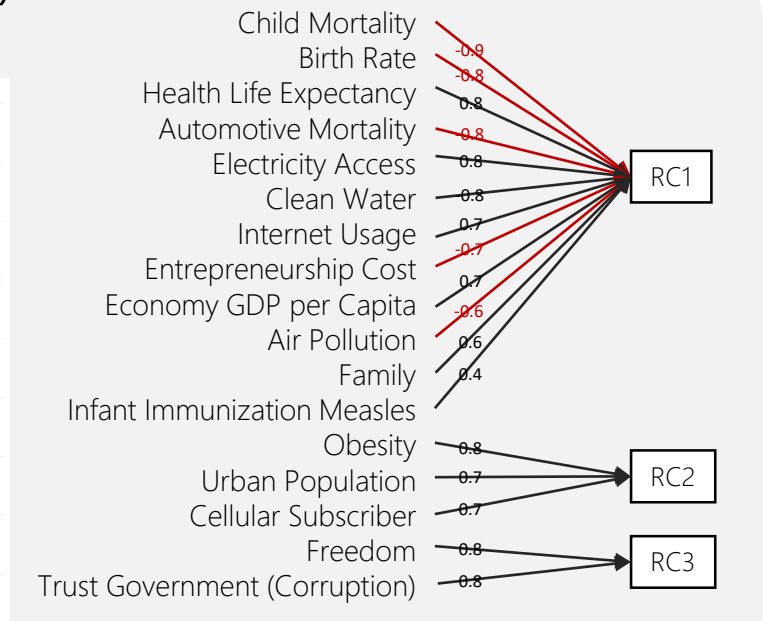 Child Mortality
-0.9
Birth Rate
-0.8
Health Life Expectancy
0.8
Automotive Mortality
-0.8
Electricity Access
0.8
RC1
Clean Water
0.8
Internet Usage
0.7
Entrepreneurship Cost
-0.7
Economy GDP per Capita
0.7
Air Pollution
-0.6
Family
0.6
Infant Immunization Measles
0.4
Obesity
0.8
Urban Population
0.7
RC2
Cellular Subscriber
0.7
Freedom
0.8
RC3
Trust Government (Corruption)
0.8